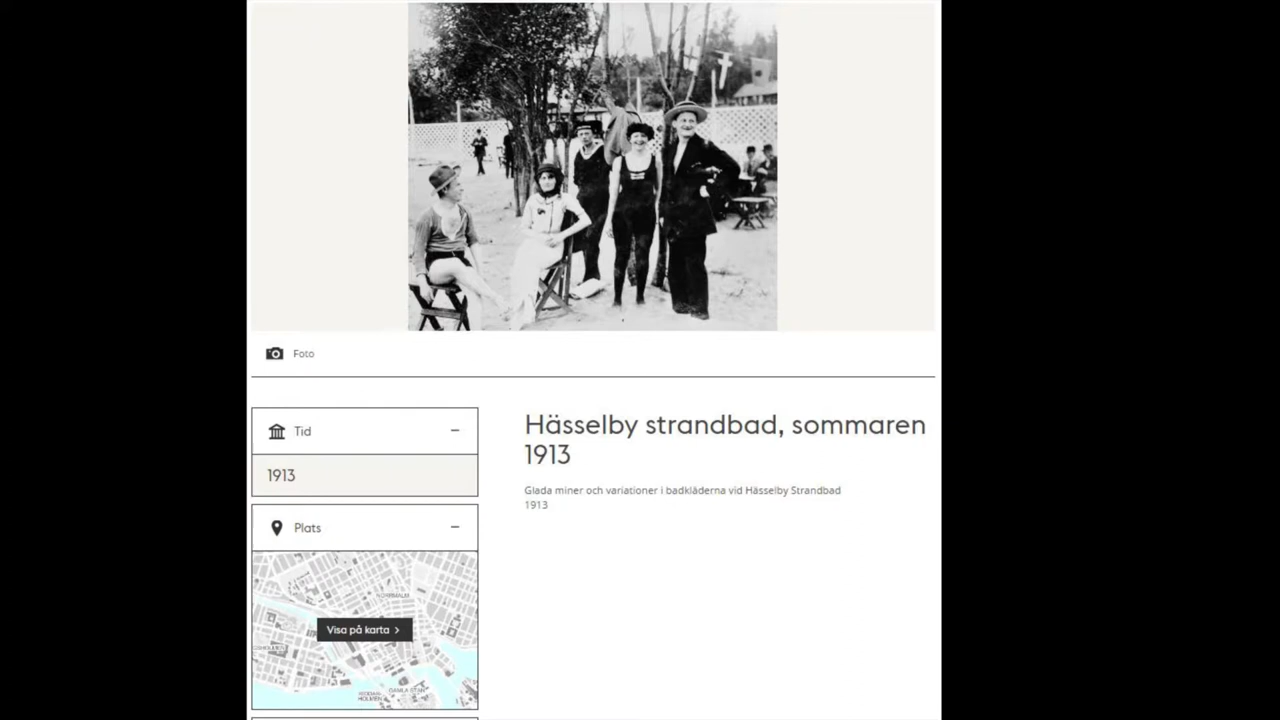 Foto
Tid
1913
Plats
NORRMALM
Visa på karta
GAMLA STAN
Hässelby strandbad, sommaren
1913
Glada miner och variationer i badkläderna vid Hässelby Strandbad
1913